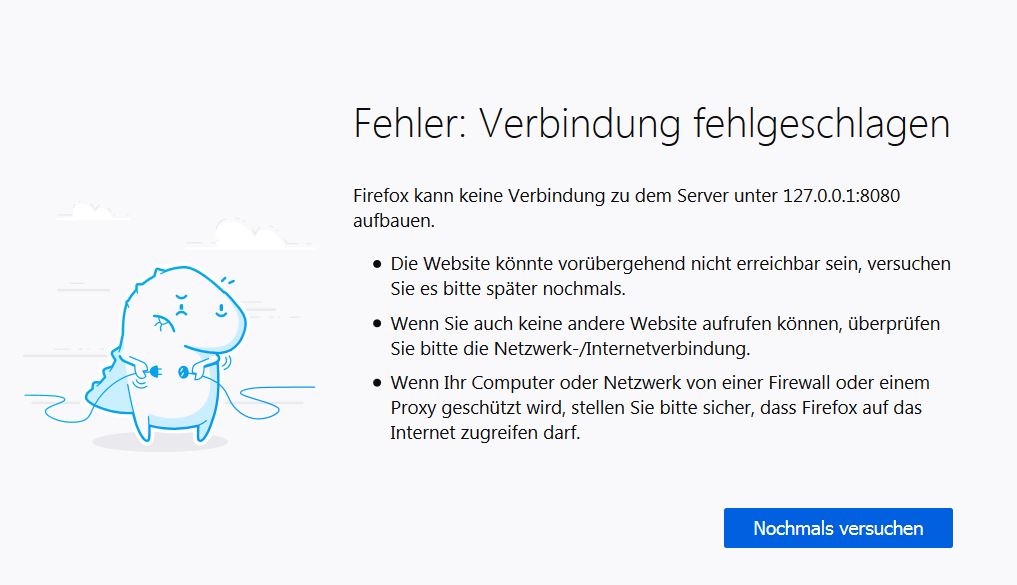 Fehler: Verbindung fehlgeschlagen
Firefox kann keine Verbindung zu dem Server unter 127.0.0.1:8080
aufbauen.
• Die Website könnte vorübergehend nicht erreichbar sein, versuchen
Sie es bitte später nochmals.
• Wenn Sie auch keine andere Website aufrufen können, überprüfen
Sie bitte die Netzwerk-/Internetverbindung.
• Wenn Ihr Computer oder Netzwerk von einer Firewall oder einem
Proxy geschützt wird, stellen Sie bitte sicher, dass Firefox auf das
Internet zugreifen darf.
Nochmals versuchen